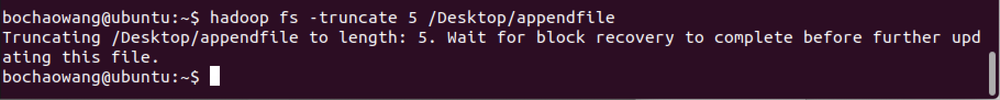 bochaowang@ubuntu:~$ hadoop fs -truncate 5 /Desktop/appendfile
Truncating /Desktop/appendfile to length: 5. Wait for block recovery to complete before further upd
ating this file.
bochaowang@ubuntu:~$